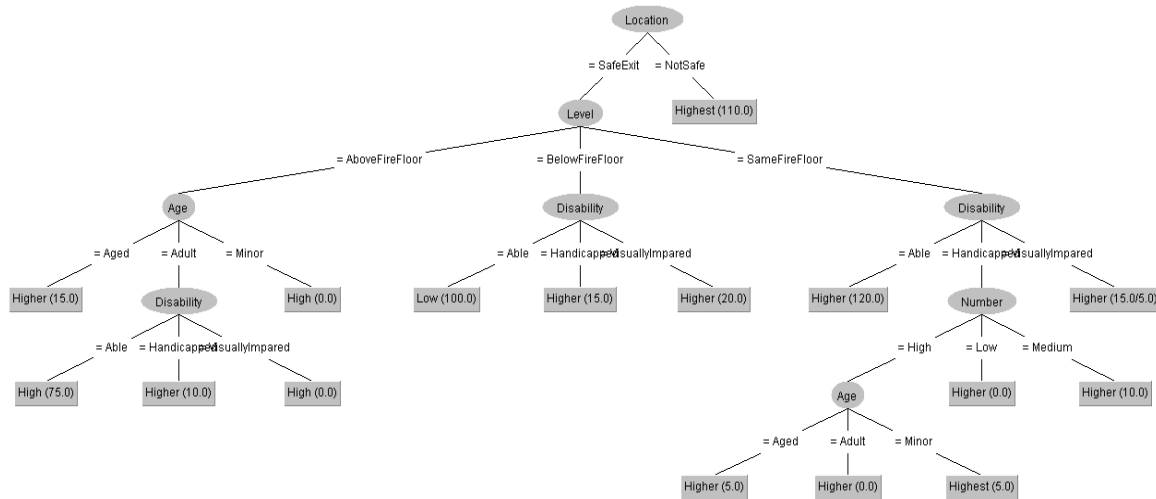 Location
= SafeExit = NotSafe
Level Highest (110.0)
= AboveFireFloor = BelowFireFloor = SameFireFloor
Age Disability Disability
= Aged = Adult = Minor = Able = Handicapped = VisuallyImpared = Able = Handicapped = VisuallyImpared
Higher (15.0) Disability High (0.0) Low (100.0) Higher (15.0) Higher (20.0) Higher (120.0) Number Higher (15.0/5.0)
= Able = Handicapped = VisuallyImpared = High = Low = Medium
High (75.0) Higher (10.0) High (0.0) Age Higher (0.0) Higher (10.0)
= Aged = Adult = Minor
Higher (5.0) Higher (0.0) Highest (5.0)